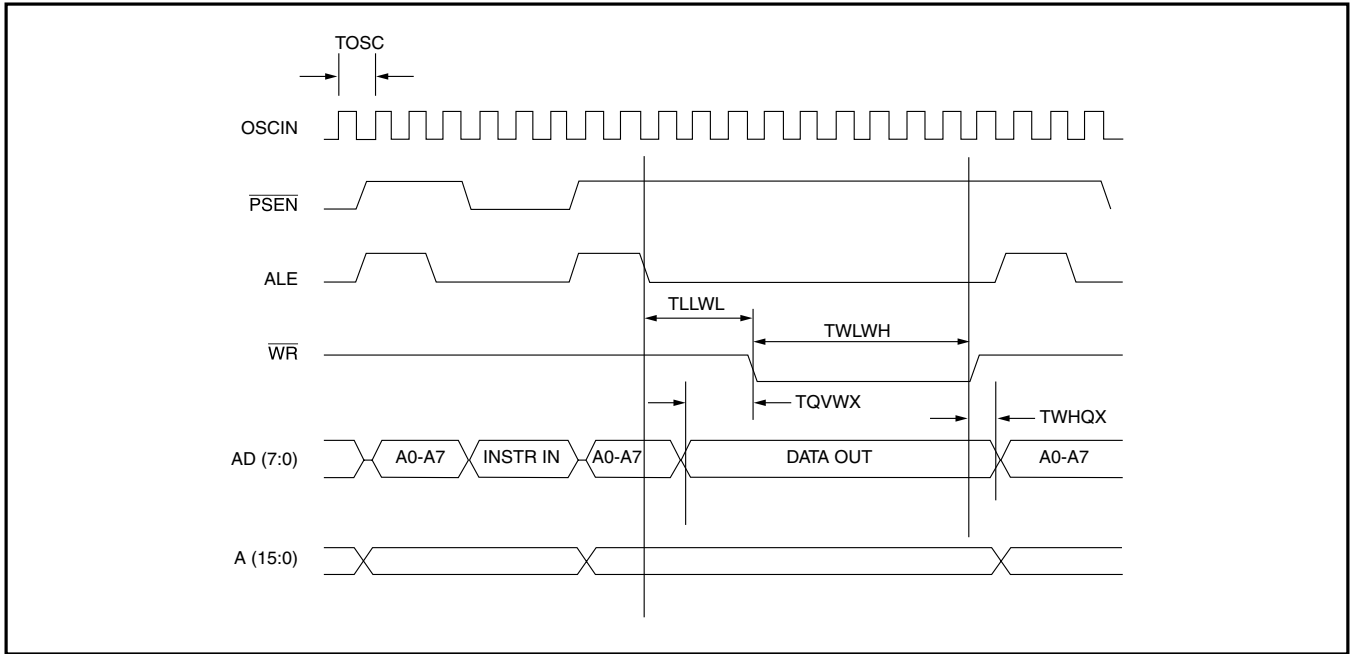 TOSC
OSCIN
PSEN
ALE
TLLWL
TWLWH
WR
TQVWX
TWHQX
AD (7:0)
A0-A7
INSTR IN
A0-A7
DATA OUT
A0-A7
A (15:0)